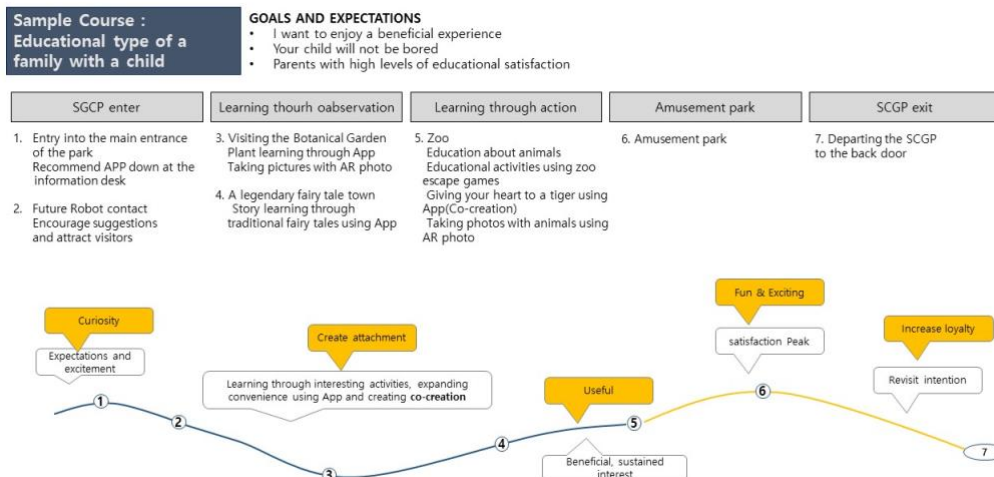 Sample Course :
Educational type of a
family with a child
GOALS AND EXPECTATIONS
• I want to enjoy a beneficial experience
• Your child will not be bored
• Parents with high levels of educational satisfaction
SGCP enter
1. Entry into the main entrance
of the park
Recommend APP down at the
information desk
2. Future Robot contact
Encourage suggestions
and attract visitors
Learning thourh oabservation
3. Visiting the Botanical Garden
Plant learning through App
Taking pictures with AR photo
4. A legendary fairy tale town
Story learning through
traditional fairy tales using App
Learning through action
5. Zoo
Education about animals
Educational activities using zoo
escape games
Giving your heart to a tiger using
App(Co-creation)
Taking photos with animals using
AR photo
Amusement park
6. Amusement park
SCGP exit
7. Departing the SCGP
to the back door
Curiosity
Expectations and
excitement
Create attachment
Learning through interesting activities, expanding
convenience using App and creating co-creation
Useful
Beneficial, sustained
interest
Fun & Exciting
satisfaction Peak
Increase loyalty
Revisit intention
1
2
3
4
5
6
7